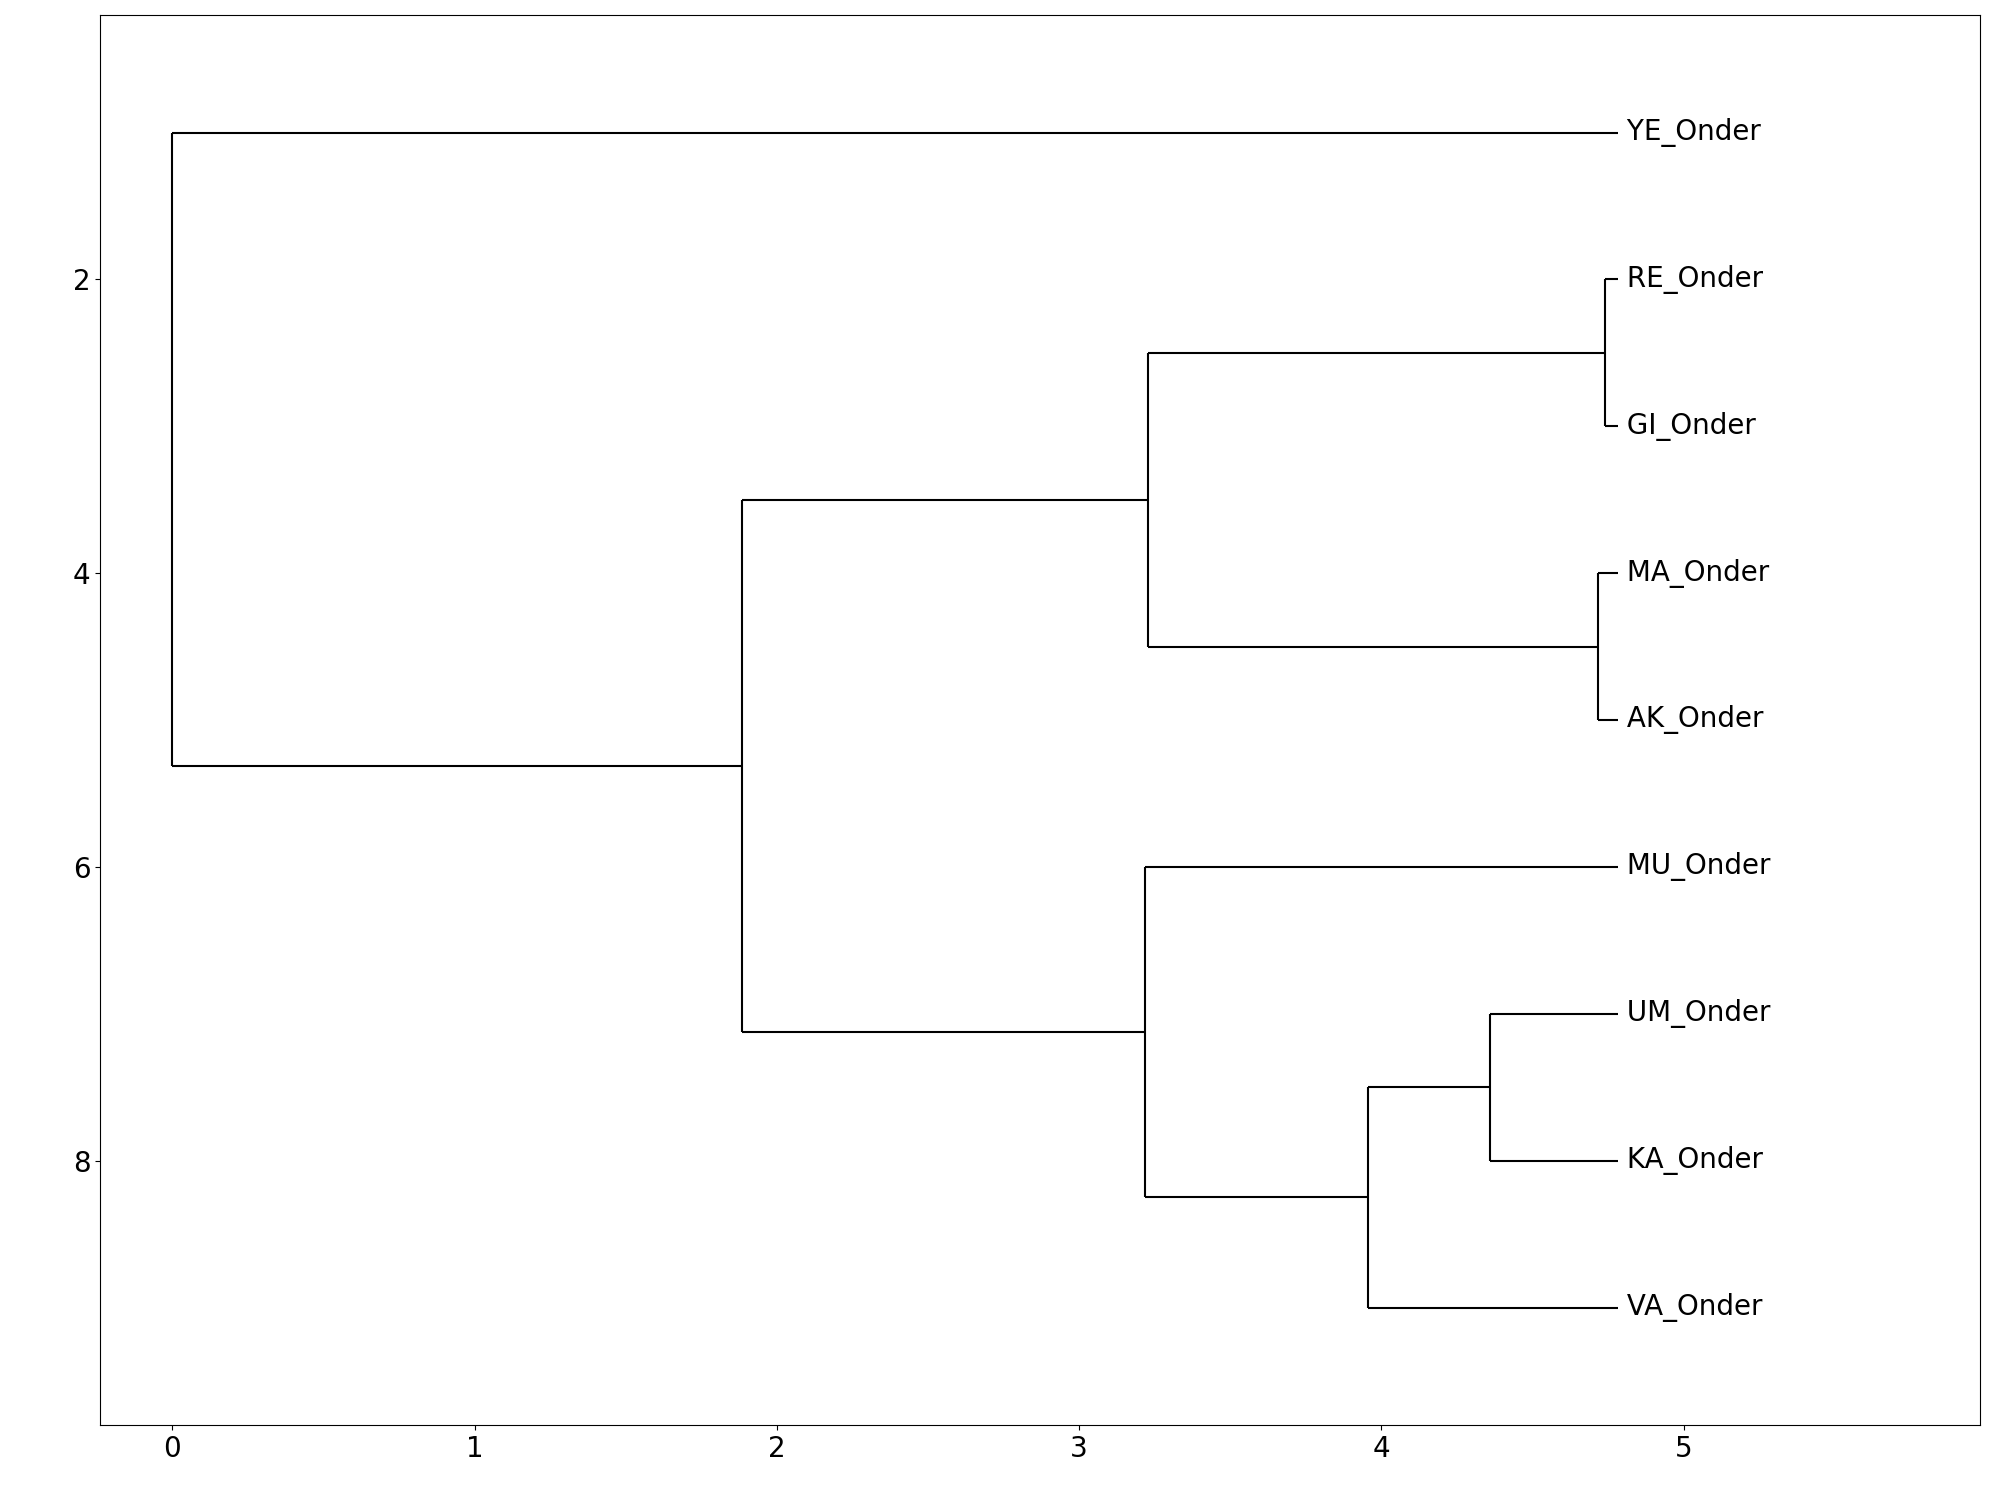 YE_Onder
2
RE_Onder
GI_Onder
4
MA_Onder
AK_Onder
6
MU_Onder
UM_Onder
8
KA_Onder
VA_Onder
0 1 2 3 4 5